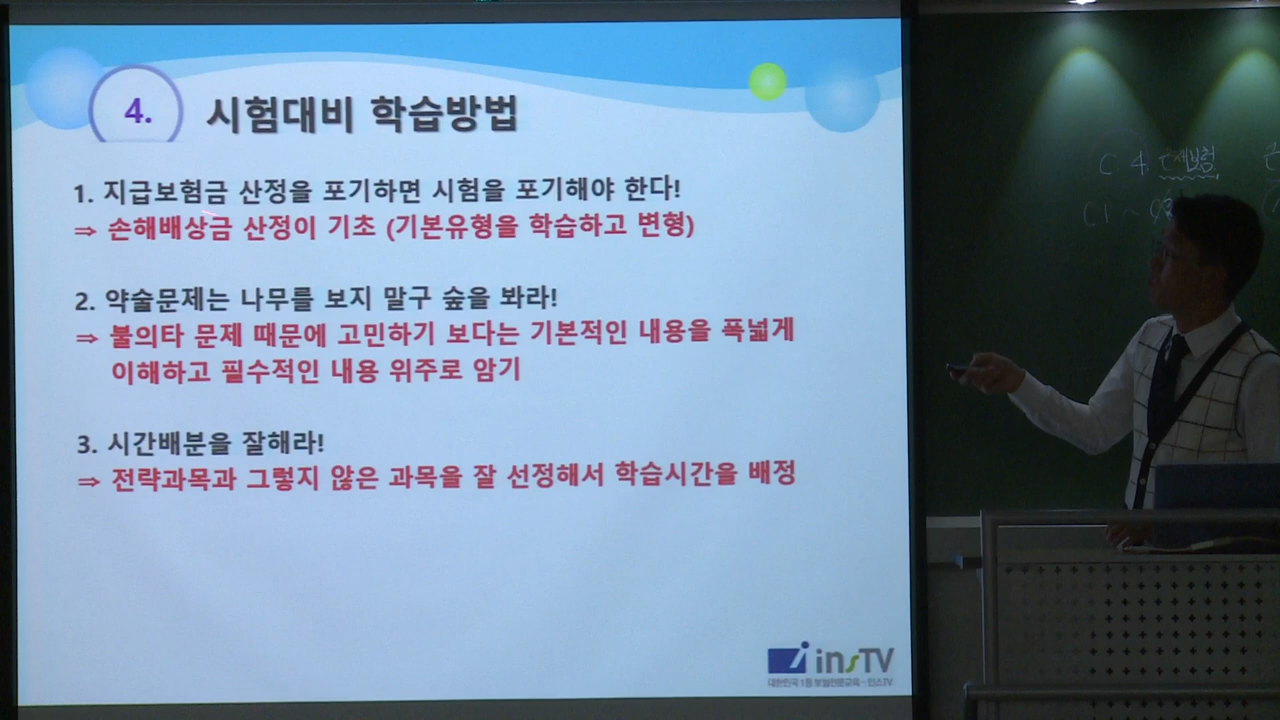 4.
시험대비 학습방법
1. 지급보험금 산정을 포기하면 시험을 포기해야 한다!
⇒ 손해배상금 산정이 기초 (기본유형을 학습하고 변형)
2. 약술문제는 나무를 보지 말구 숲을 봐라!
⇒ 불의타 문제 때문에 고민하기 보다는 기본적인 내용을 폭넓게
이해하고 필수적인 내용 위주로 암기
3. 시간배분을 잘해라!
⇒ 전략과목과 그렇지 않은 과목을 잘 선정해서 학습시간을 배정
insTV
대한민국 1등 보험전문교육 - 인스TV
C 4 근재보험
C1 ~